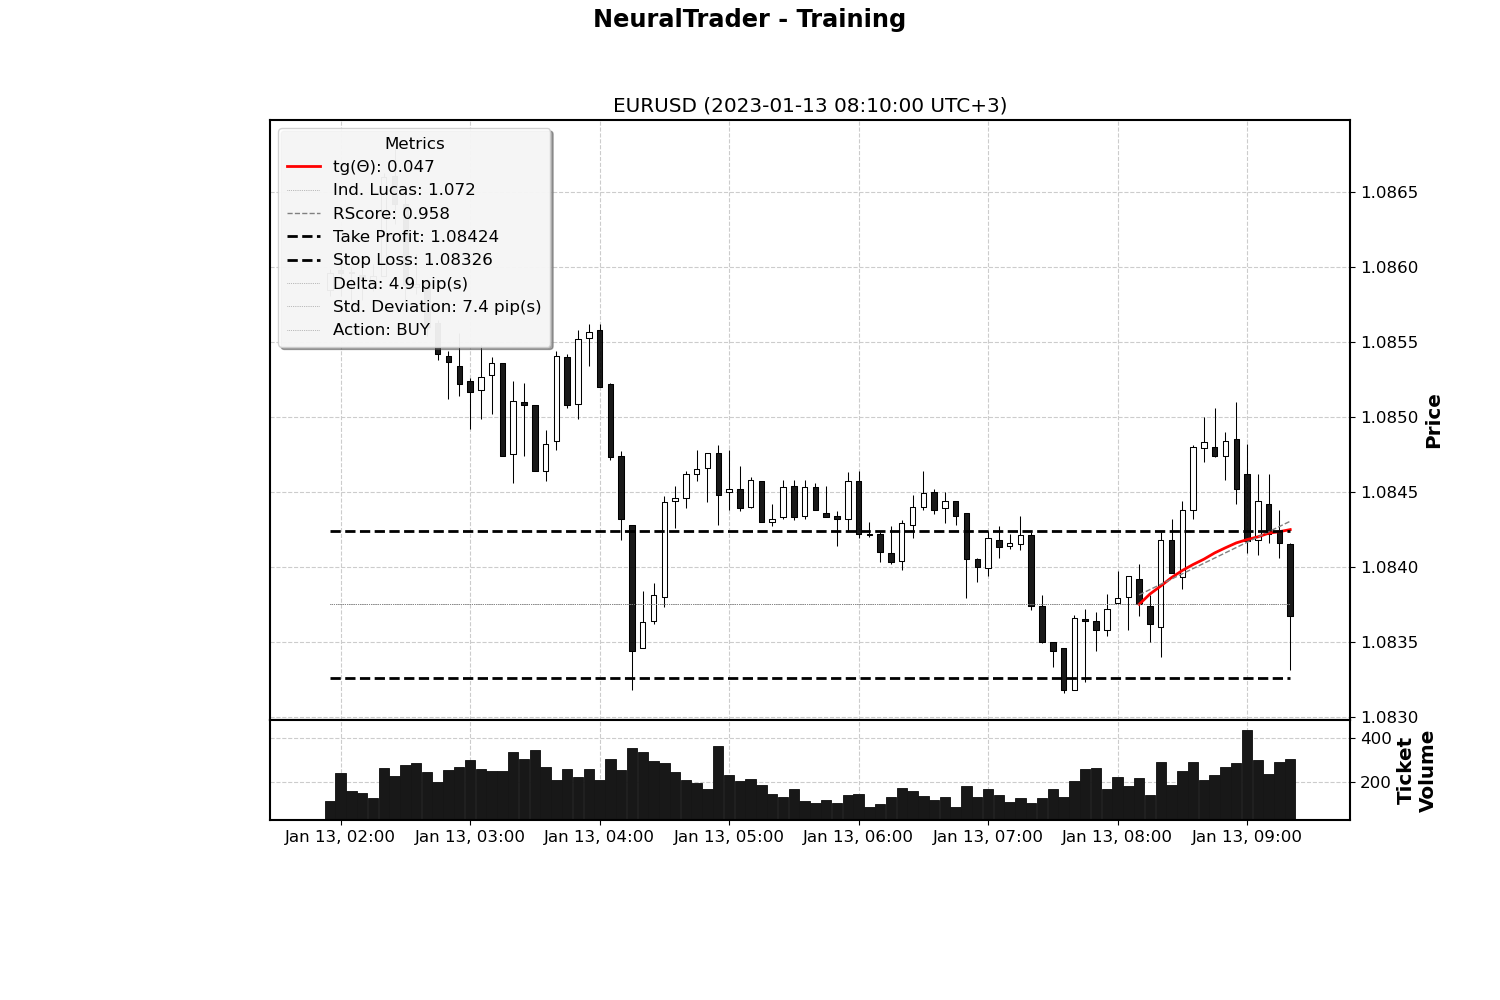 NeuralTrader - Training
EURUSD (2023-01-13 08:10:00 UTC+3)
Metrics
tg(Θ): 0.047
Ind. Lucas: 1.072
RScore: 0.958
Take Profit: 1.08424
Stop Loss: 1.08326
Delta: 4.9 pip(s)
Std. Deviation: 7.4 pip(s)
Action: BUY
1.0865
1.0860
1.0855
1.0850
1.0845
1.0840
1.0835
1.0830
Price
400
200
Ticket
Volume
Jan 13, 02:00
Jan 13, 03:00
Jan 13, 04:00
Jan 13, 05:00
Jan 13, 06:00
Jan 13, 07:00
Jan 13, 08:00
Jan 13, 09:00